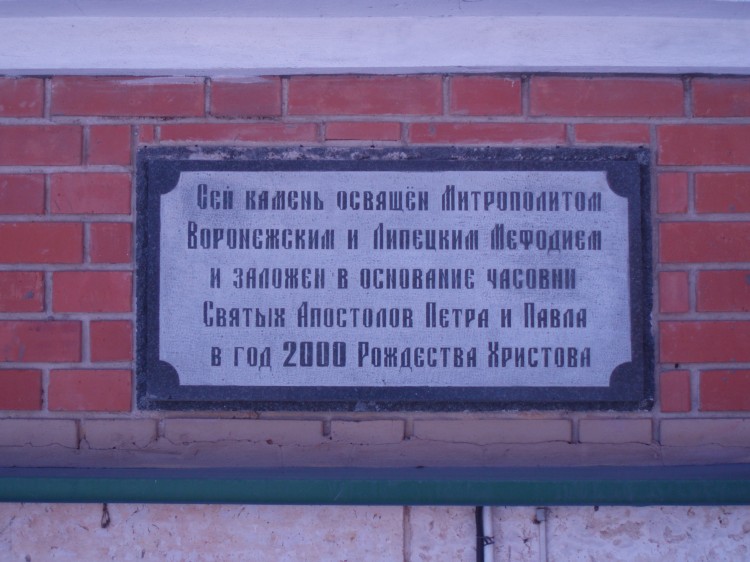 Сей камень освящён Митрополитом
Воронежским и Липецким Мефодием
и заложен в основание часовни
Святых Апостолов Петра и Павла
в год 2000 Рождества Христова